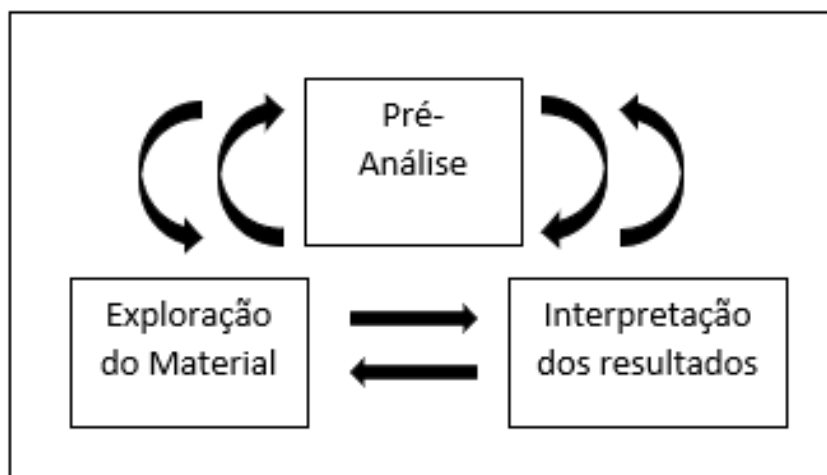 Pré-
Análise
Exploração
do Material
Interpretação
dos resultados